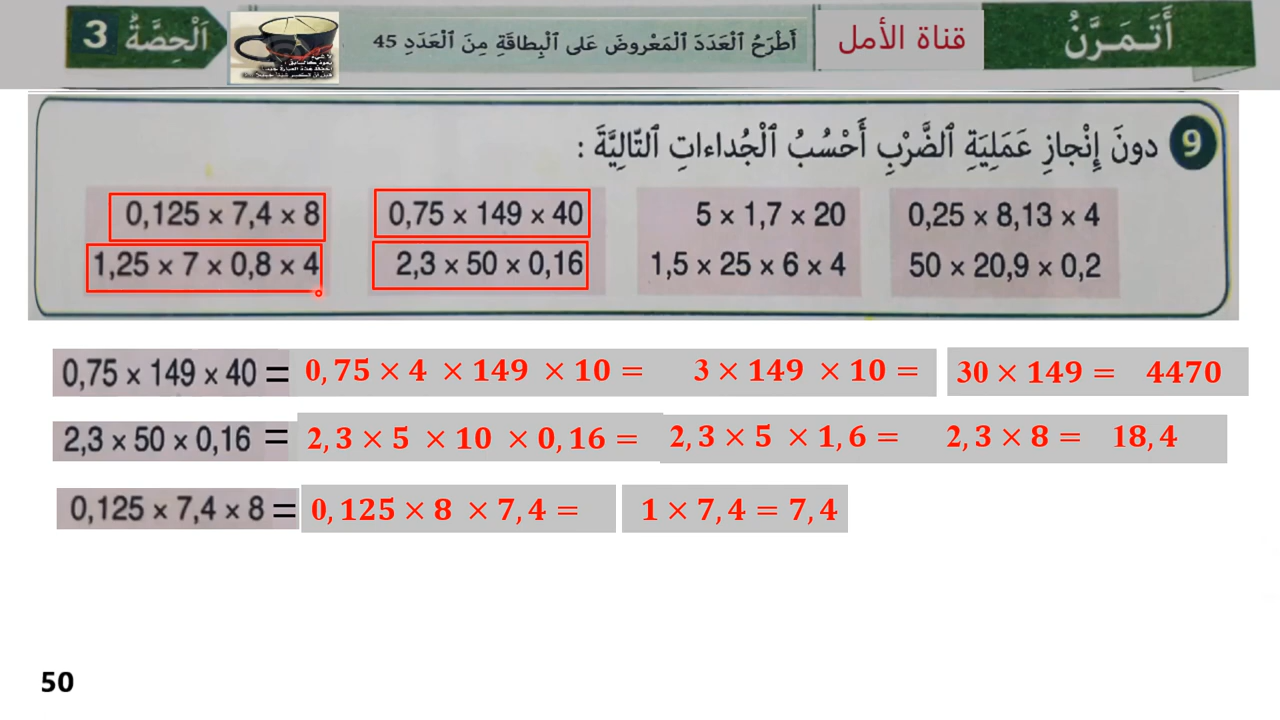 أَتَمَرَّنُ
قناة الأمل
أَطْرَحُ ٱلْعَدَدَ ٱلْمَعْروضَ عَلى ٱلْبِطاقَةِ مِنَ ٱلْعَدَدِ 45
اَلْحِصَّةُ 3
9 دونَ إِنْجازِ عَمَلِيَةِ ٱلضَّرْبِ أَحْسُبُ ٱلْجُداءاتِ ٱلتّالِيَّةَ :
0,125 × 7,4 × 8 0,75 × 149 × 40 5 × 1,7 × 20 0,25 × 8,13 × 4
1,25 × 7 × 0,8 × 4 2,3 × 50 × 0,16 1,5 × 25 × 6 × 4 50 × 20,9 × 0,2
0,75 × 149 × 40 = 0,75 × 4 × 149 × 10 = 3 × 149 × 10 = 30 × 149 = 4470
2,3 × 50 × 0,16 = 2,3 × 5 × 10 × 0,16 = 2,3 × 5 × 1,6 = 2,3 × 8 = 18,4
0,125 × 7,4 × 8 = 0,125 × 8 × 7,4 = 1 × 7,4 = 7,4
50